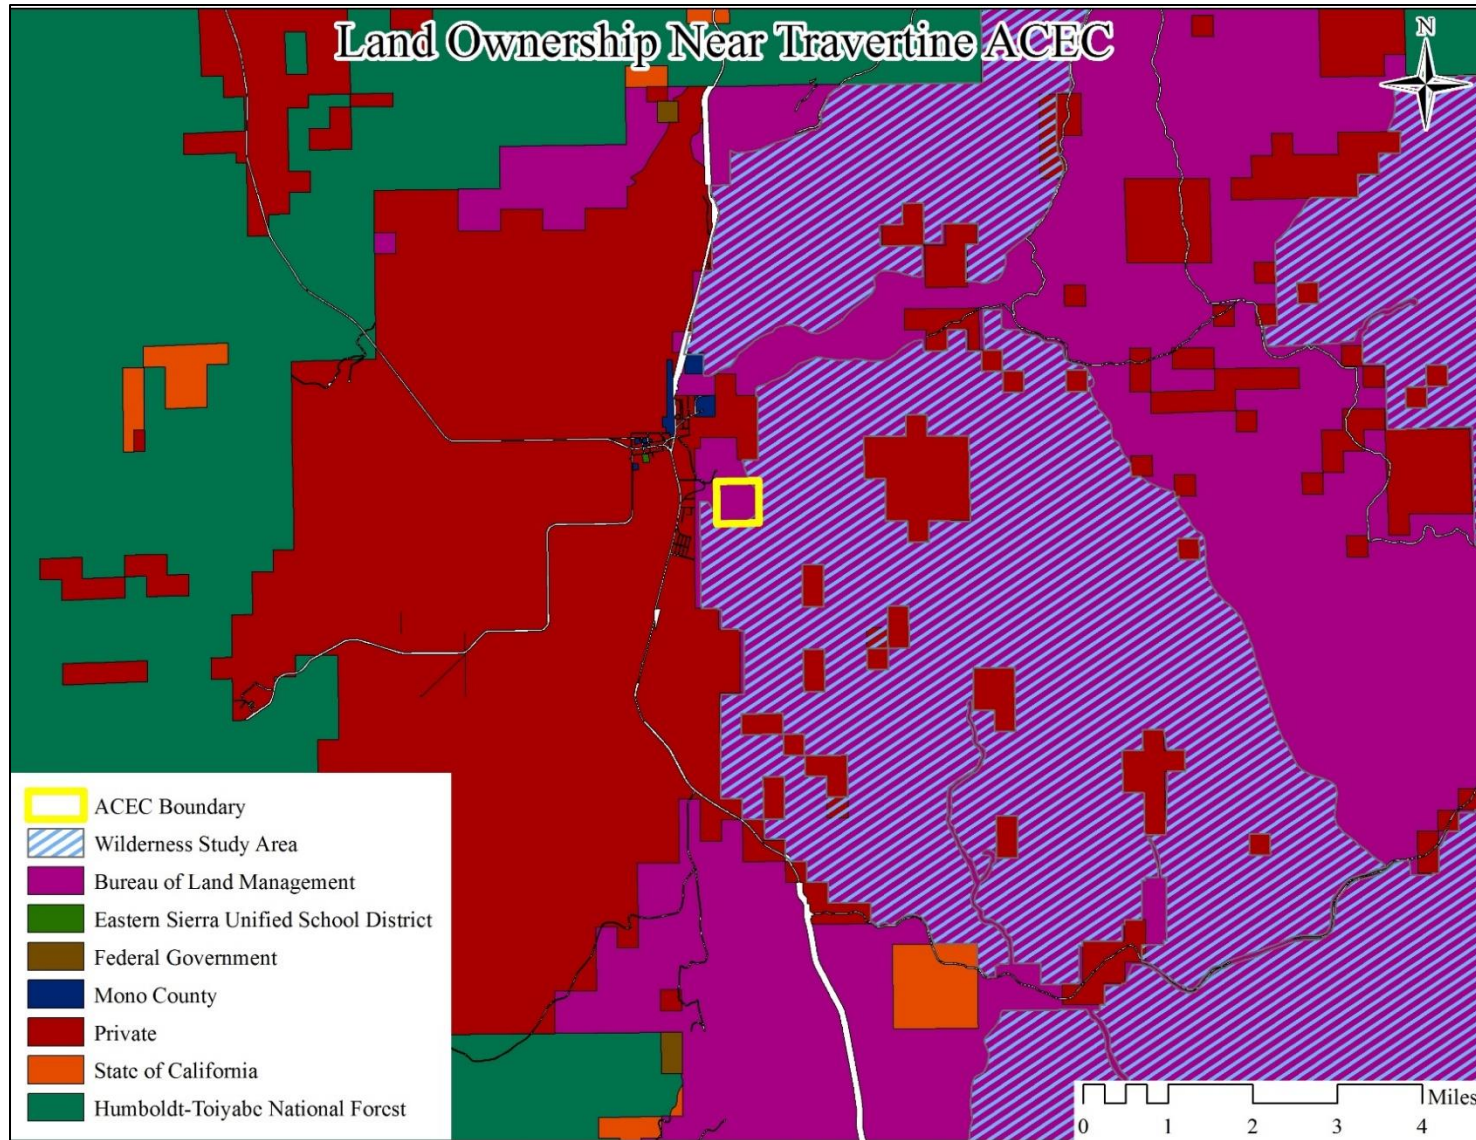 Land Ownership Near Travertine ACEC
N
ACEC Boundary
Wilderness Study Area
Bureau of Land Management
Eastern Sierra Unified School District
Federal Government
Mono County
Private
State of California
Humboldt-Toiyabe National Forest
Miles
0 1 2 3 4